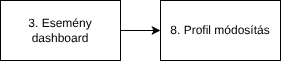 3. Esemény
dashboard
8. Profil módosítás